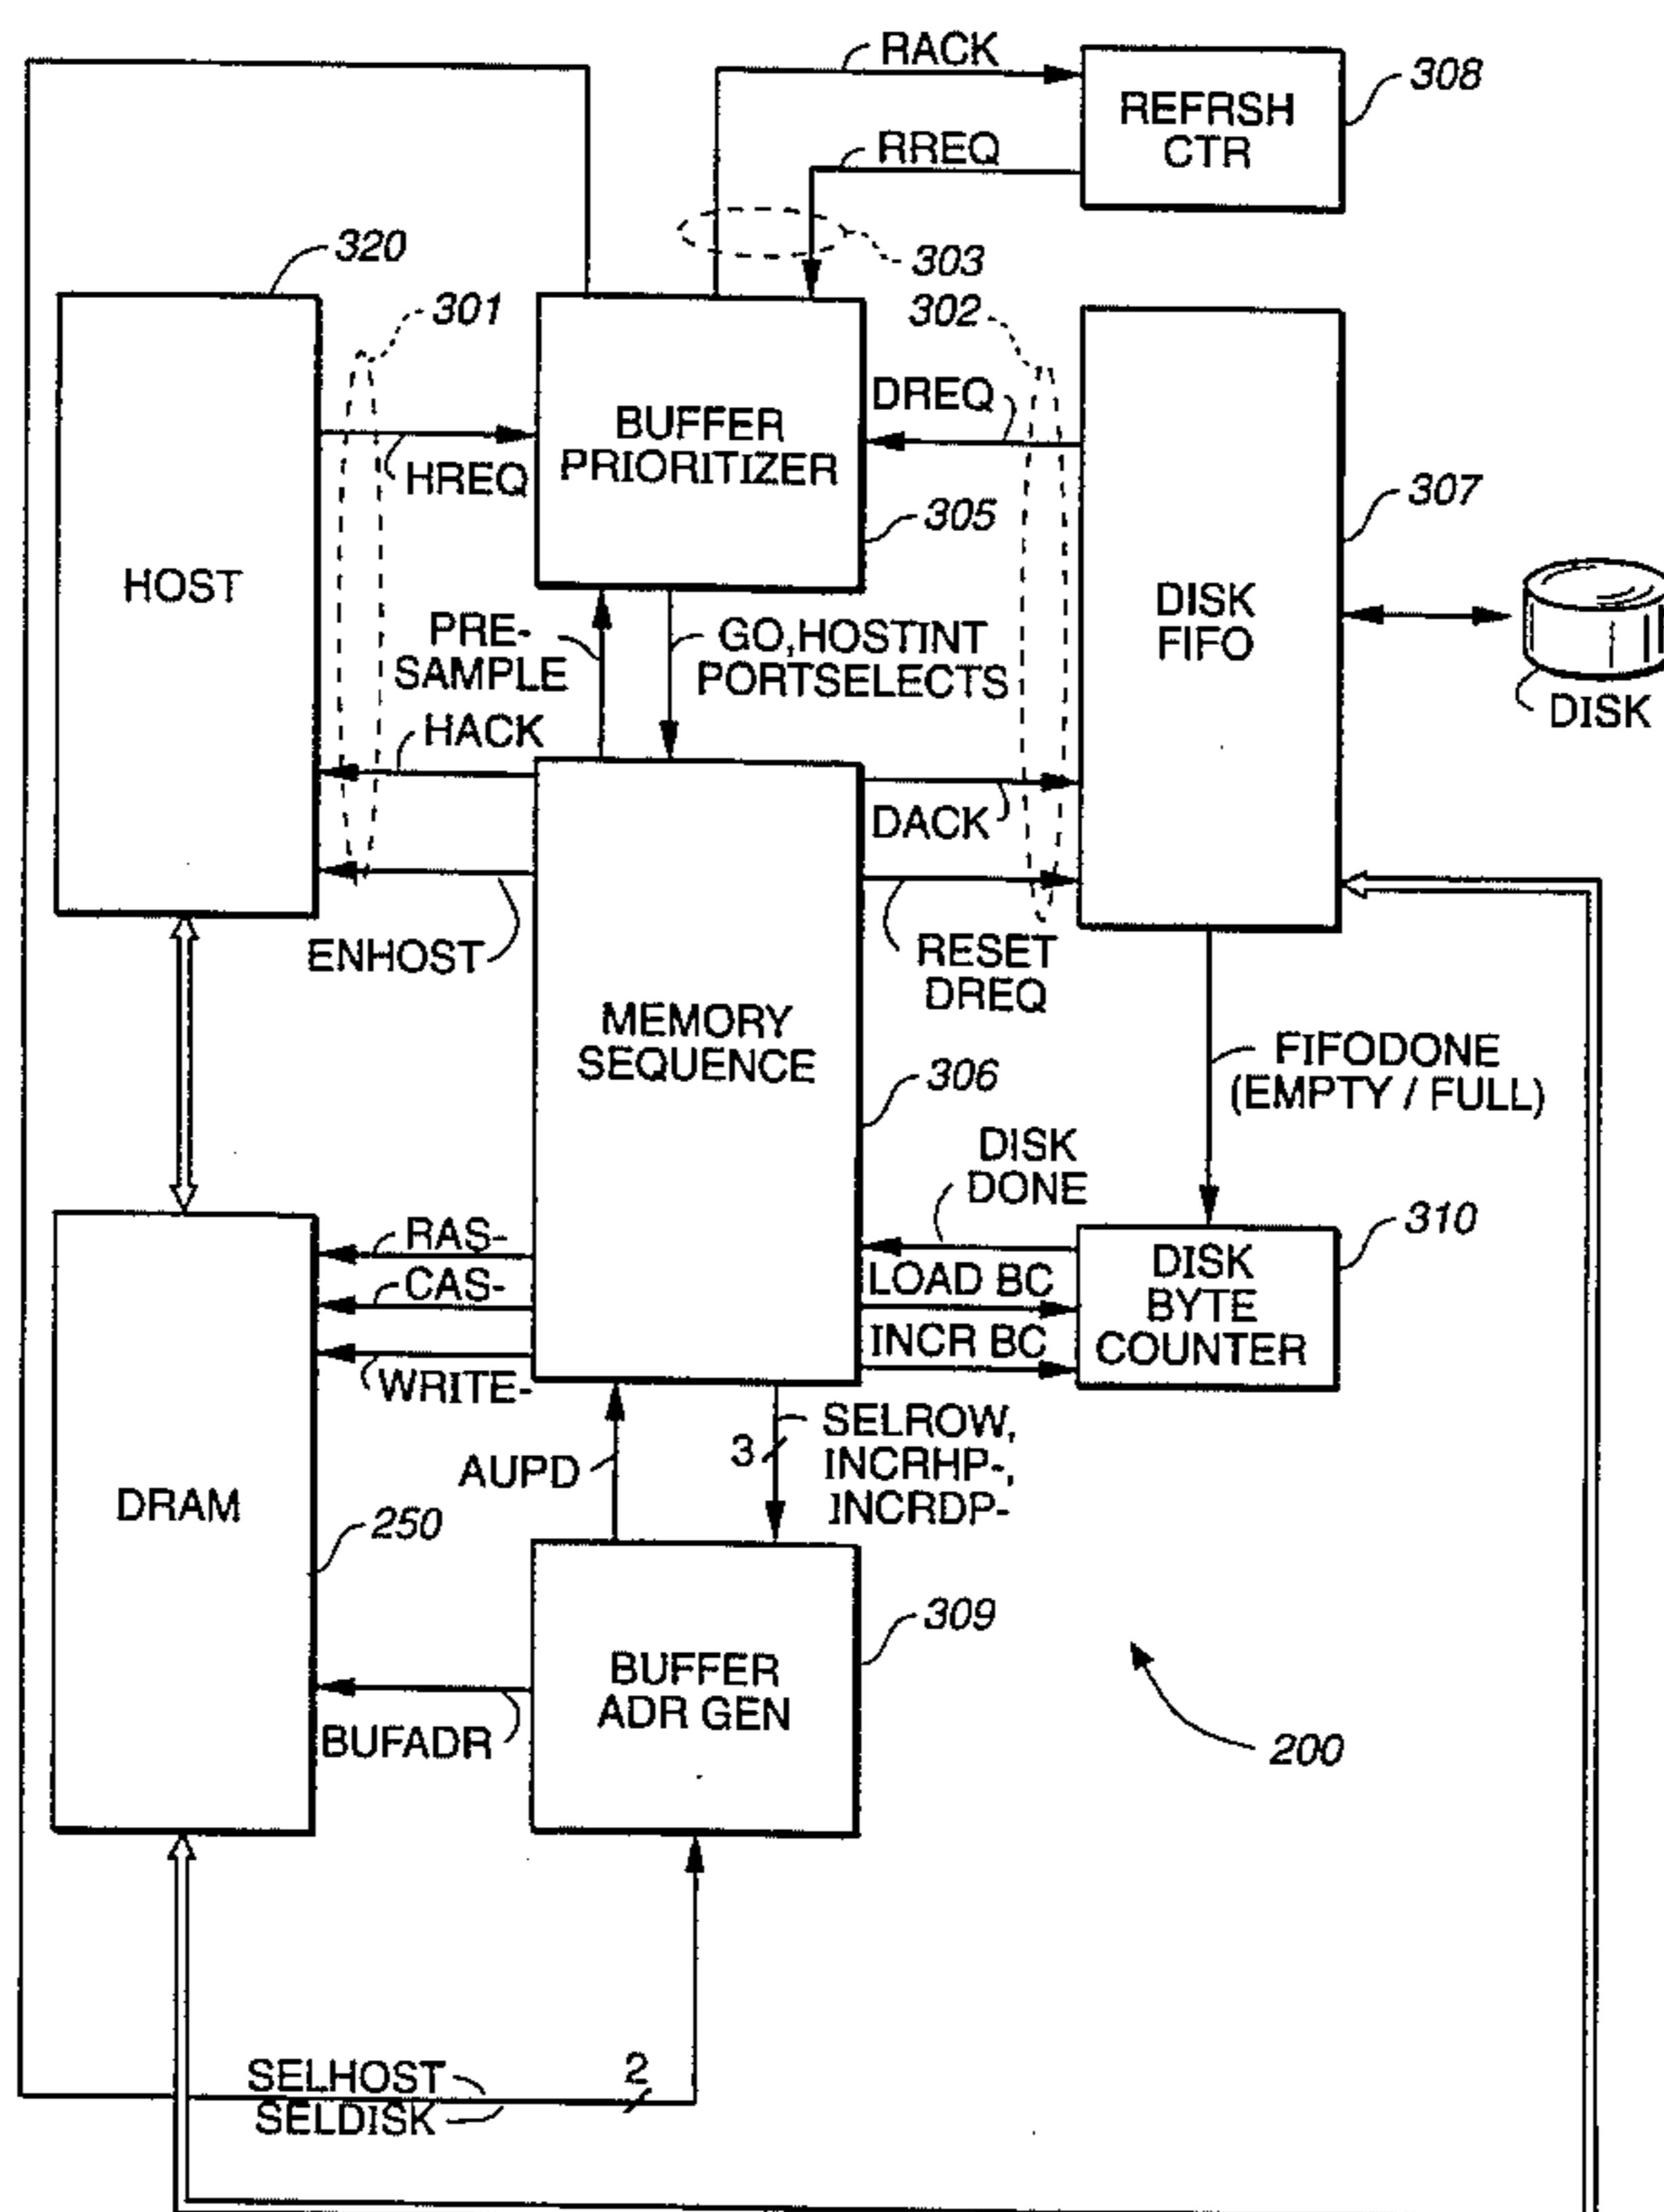 RACK
REFRSH
CTR
308
RREQ
303
320
301
302
HOST
HREQ
BUFFER
PRIORITIZER
305
DREQ
DISK
FIFO
307
DISK
PRE-
SAMPLE
GO,HOSTINT
PORTSELECTS
HACK
DACK
ENHOST
RESET
DREQ
MEMORY
SEQUENCE
306
FIFODONE
(EMPTY / FULL)
DISK
DONE
310
RAS-
CAS-
WRITE-
LOAD BC
INCR BC
DISK
BYTE
COUNTER
AUPD
3
SELROW,
INCRHP-,
INCRDP-
DRAM
250
309
BUFFER
ADR GEN
BUFADR
200
SELHOST
SELDISK
2